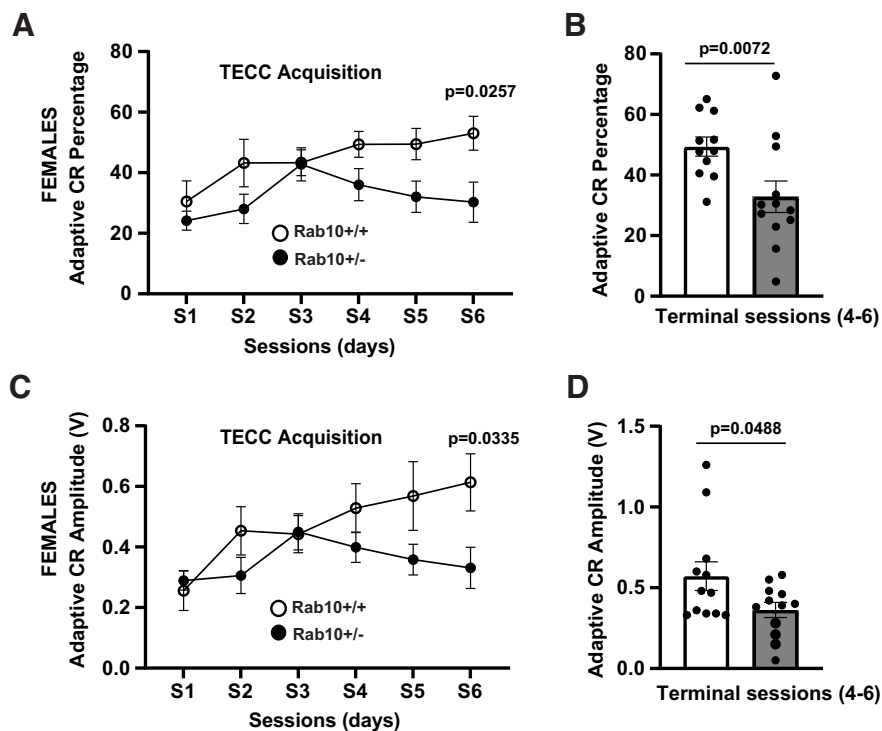 A
FEMALES
Adaptive CR Percentage
80
60
40
20
0
TECC Acquisition
p=0.0257
Rab10+/+
Rab10+/-
S1 S2 S3 S4 S5 S6
Sessions (days)
B
Adaptive CR Percentage
80
60
40
20
0
p=0.0072
Terminal sessions (4-6)
C
FEMALES
Adaptive CR Amplitude (V)
0.8
0.6
0.4
0.2
0.0
TECC Acquisition
p=0.0335
Rab10+/+
Rab10+/-
S1 S2 S3 S4 S5 S6
Sessions (days)
D
Adaptive CR Amplitude (V)
1.5
1.0
0.5
0.0
p=0.0488
Terminal sessions (4-6)